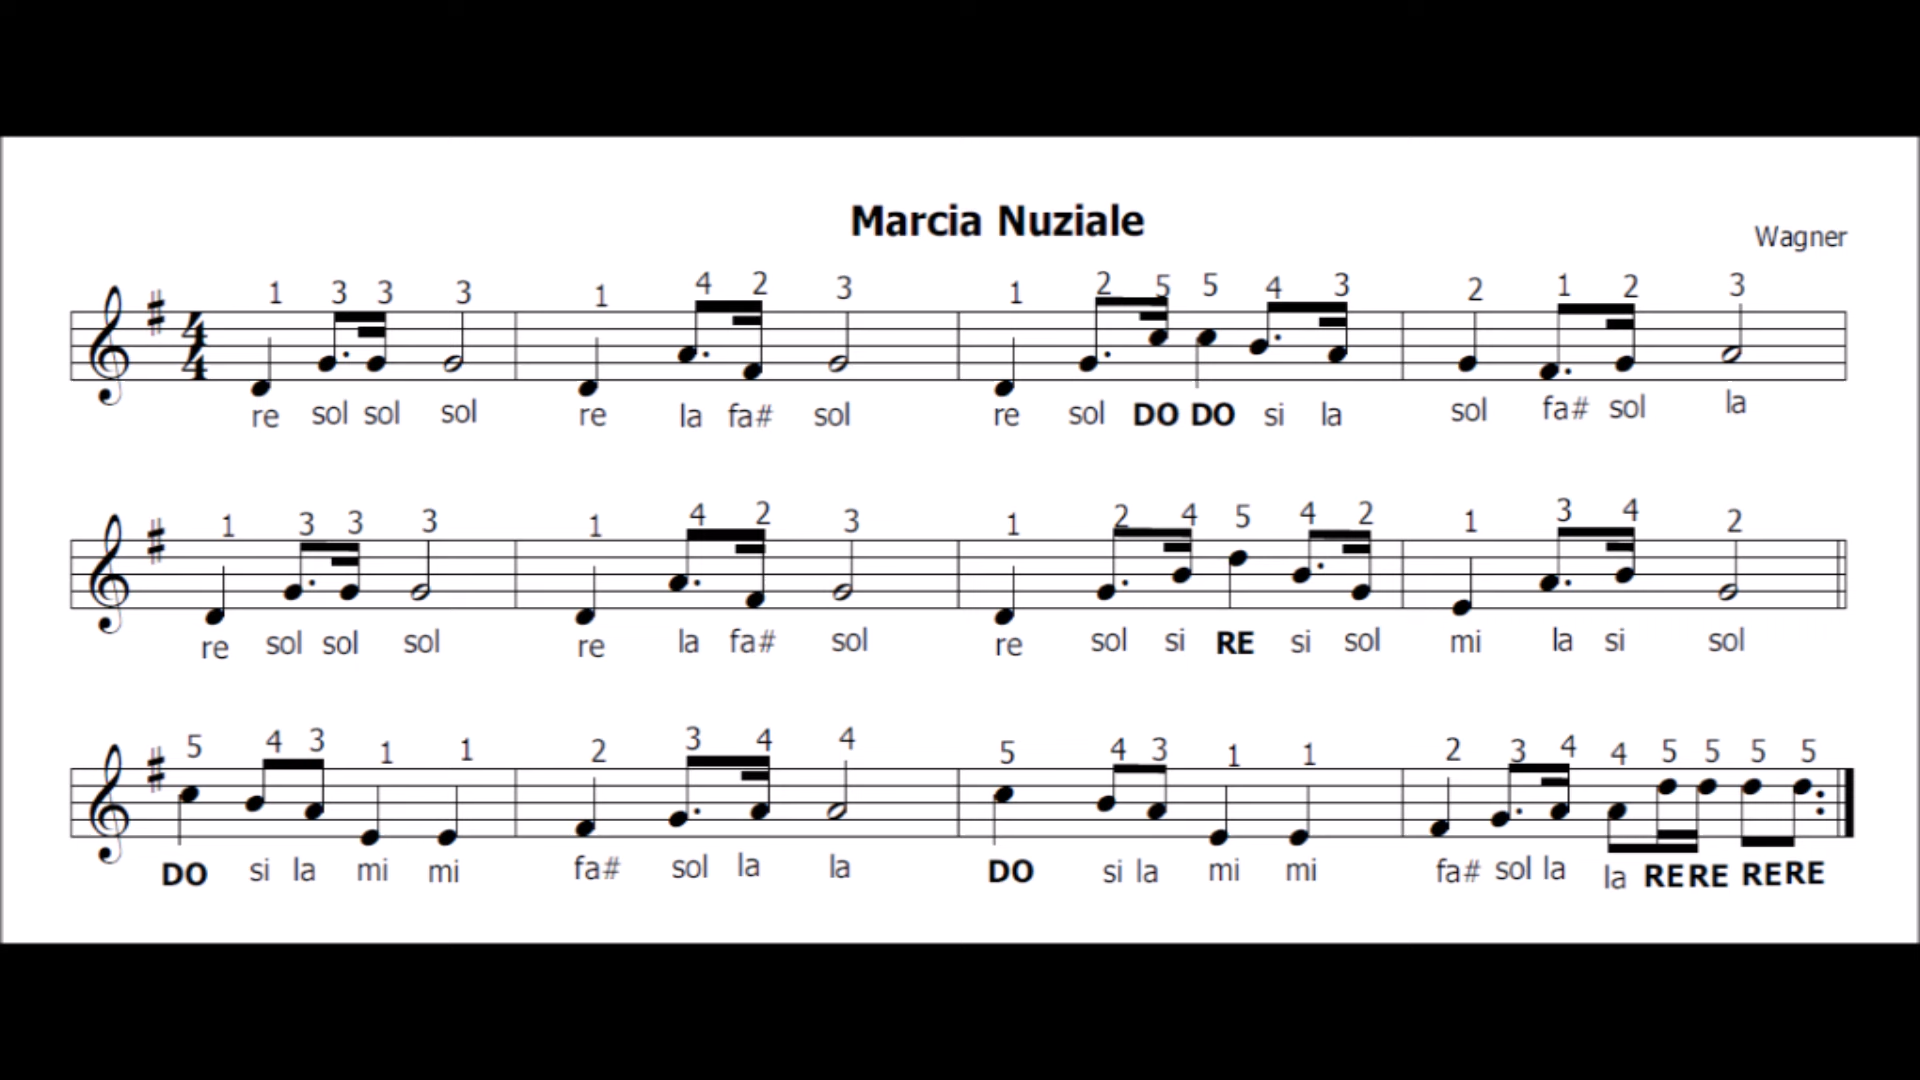 Marcia Nuziale
Wagner
1 3 3 3 1 4 2 3 1 2 5 5 4 3 2 1 2 3
4
4
re sol sol sol re la fa# sol re sol DO DO si la sol fa# sol la
1 3 3 3 1 4 2 3 1 2 4 5 4 2 1 3 4 2
re sol sol sol re la fa# sol re sol si RE si sol mi la si sol
5 4 3 1 1 2 3 4 4 5 4 3 1 1 2 3 4 4 5 5 5 5
DO si la mi mi fa# sol la la DO si la mi mi fa# sol la la RE RE RE RE